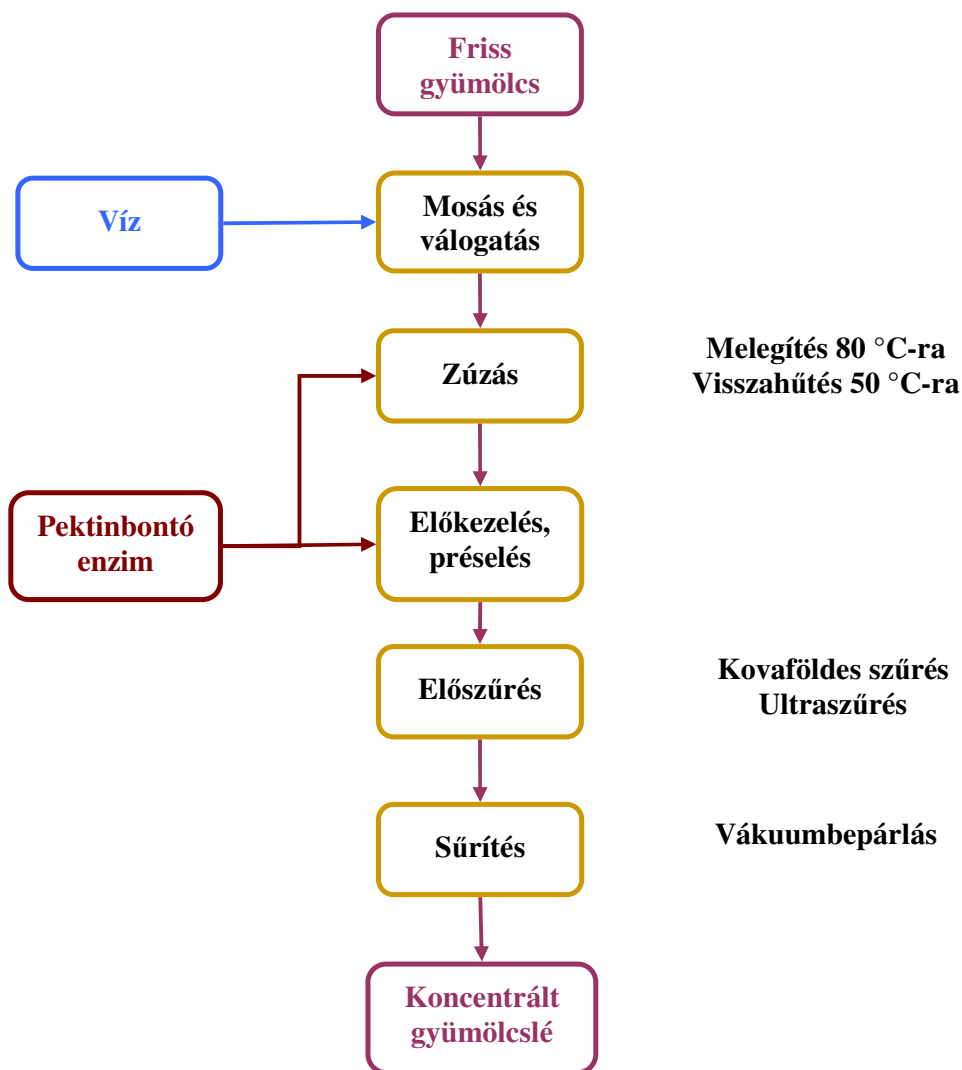 Friss
gyümölcs
Víz
Mosás és
válogatás
Zúzás
Melegítés 80 °C-ra
Visszahűtés 50 °C-ra
Pektinbontó
enzim
Előkezelés,
préselés
Előszűrés
Kovaföldes szűrés
Ultraszűrés
Sűrítés
Vákuumbepárlás
Koncentrált
gyümölcslé